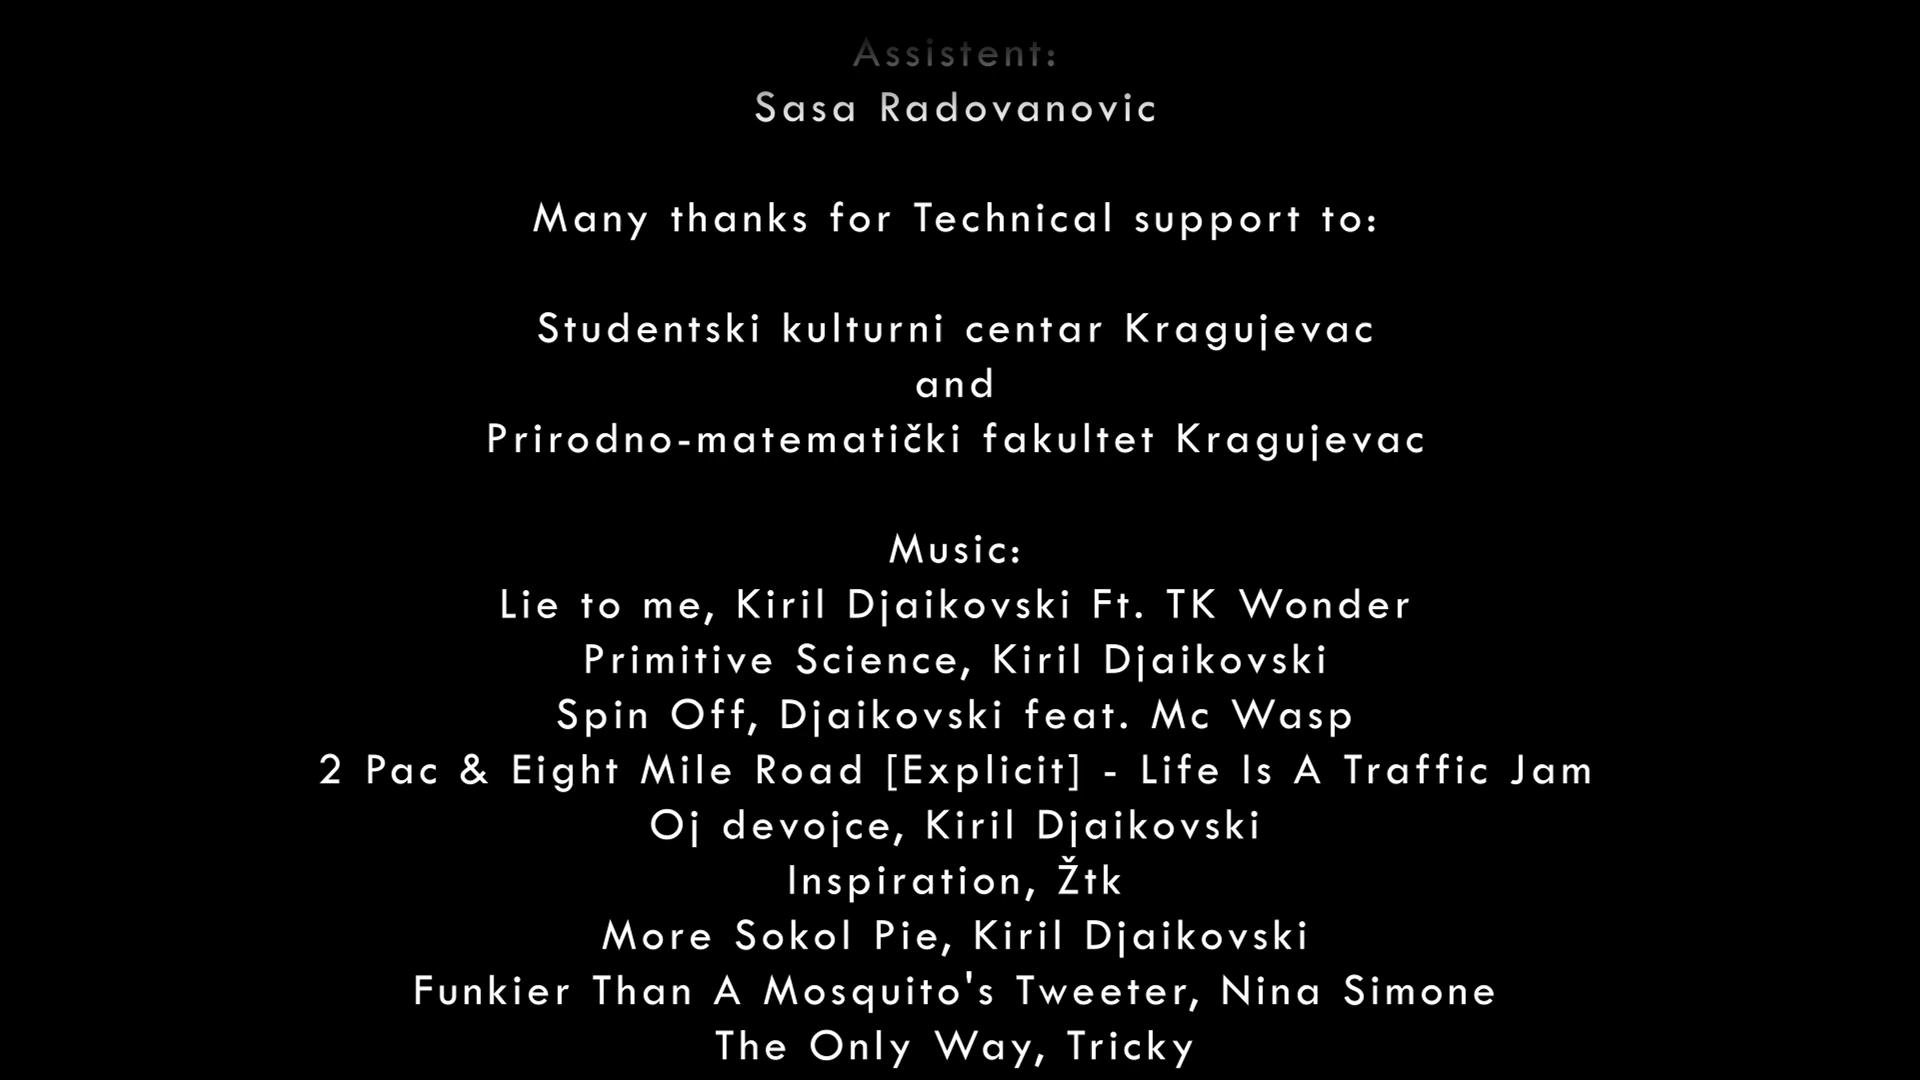 Assistent:
Sasa Radovanovic
Many thanks for Technical support to:
Studentski kulturni centar Kragujevac
and
Prirodno-matematički fakultet Kragujevac
Music:
Lie to me, Kiril Djaikovski Ft. TK Wonder
Primitive Science, Kiril Djaikovski
Spin Off, Djaikovski feat. Mc Wasp
2 Pac & Eight Mile Road [Explicit] - Life Is A Traffic Jam
Oj devojce, Kiril Djaikovski
Inspiration, Žtk
More Sokol Pie, Kiril Djaikovski
Funkier Than A Mosquito's Tweeter, Nina Simone
The Only Way, Tricky